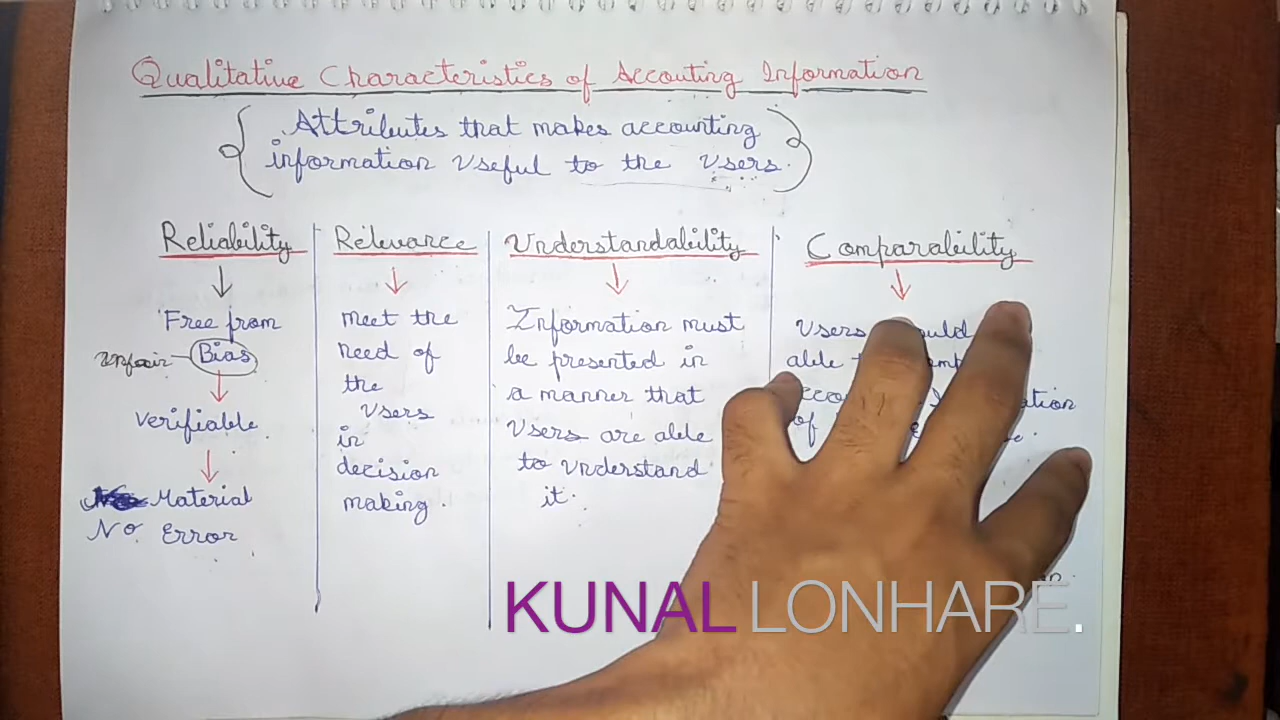 Qualitative Characteristics of Accouting Information
Attributes that makes accounting
information Useful to the Users.
Reliability
Free from
Unfair
Bias
Verifiable
Material
No Error
Relevance
meet the
need of
the
Users
in
decision
making.
Understandability
Information must
be presented in
a manner that
Users are able
to Understand
it.
Comparability
Users
able
of
KUNAL LONHARE.